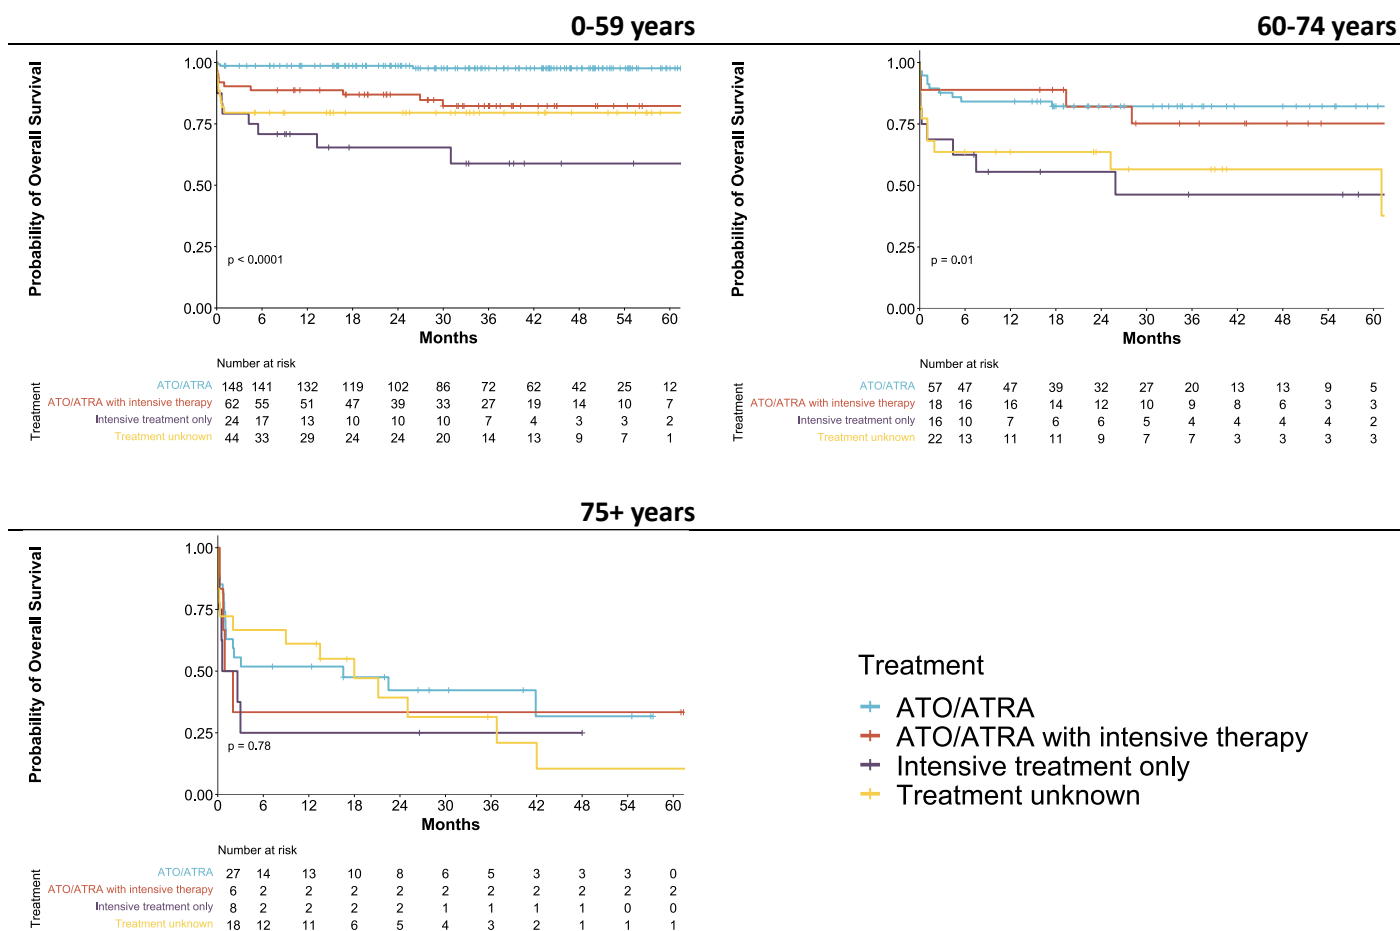 0-59 years
Probability of Overall Survival
1.00
0.75
0.50
0.25
0.00
p < 0.0001
0 6 12 18 24 30 36 42 48 54 60
Months
Number at risk
Treatment
ATO/ATRA 148 141 132 119 102 86 72 62 42 25 12
ATO/ATRA with intensive therapy 62 55 51 47 39 33 27 19 14 10 7
Intensive treatment only 24 17 13 10 10 10 7 4 3 3 2
Treatment unknown 44 33 29 24 24 20 14 13 9 7 1
60-74 years
Probability of Overall Survival
1.00
0.75
0.50
0.25
0.00
p = 0.01
0 6 12 18 24 30 36 42 48 54 60
Months
Number at risk
Treatment
ATO/ATRA 57 47 47 39 32 27 20 13 13 9 5
ATO/ATRA with intensive therapy 18 16 16 14 12 10 9 8 6 3 3
Intensive treatment only 16 10 7 6 6 5 4 4 4 4 2
Treatment unknown 22 13 11 11 9 7 7 3 3 3 3
75+ years
Probability of Overall Survival
1.00
0.75
0.50
0.25
0.00
p = 0.78
0 6 12 18 24 30 36 42 48 54 60
Months
Number at risk
Treatment
ATO/ATRA 27 14 13 10 8 6 5 3 3 3 0
ATO/ATRA with intensive therapy 6 2 2 2 2 2 2 2 2 2 2
Intensive treatment only 8 2 2 2 2 1 1 1 1 0 0
Treatment unknown 18 12 11 6 5 4 3 2 1 1 1
Treatment
ATO/ATRA
ATO/ATRA with intensive therapy
Intensive treatment only
Treatment unknown